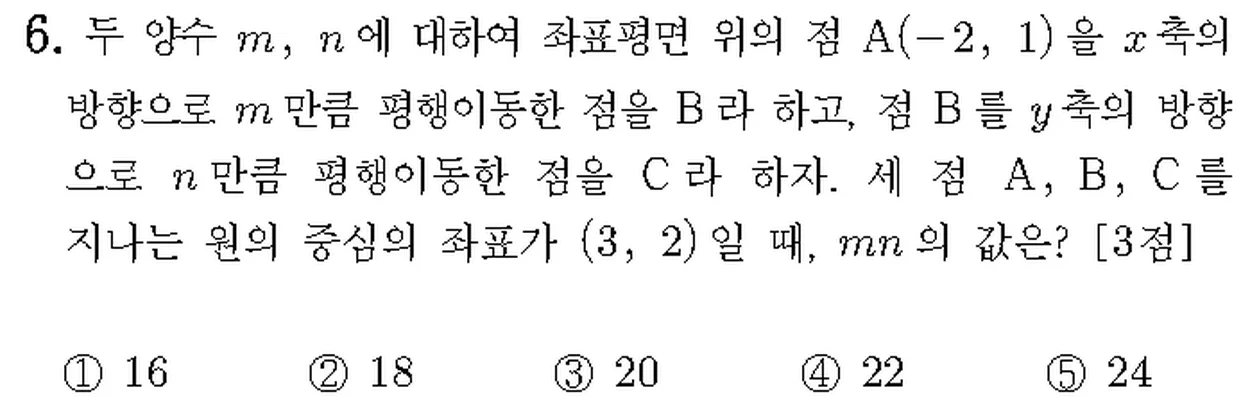 6. 두 양수 m, n에 대하여 좌표평면 위의 점 A(-2, 1)을 x축의
방향으로 m만큼 평행이동한 점을 B라 하고, 점 B를 y축의 방향
으로 n만큼 평행이동한 점을 C라 하자. 세 점 A, B, C를
지나는 원의 중심의 좌표가 (3, 2)일 때, mn의 값은? [3점]
① 16 ② 18 ③ 20 ④ 22 ⑤ 24